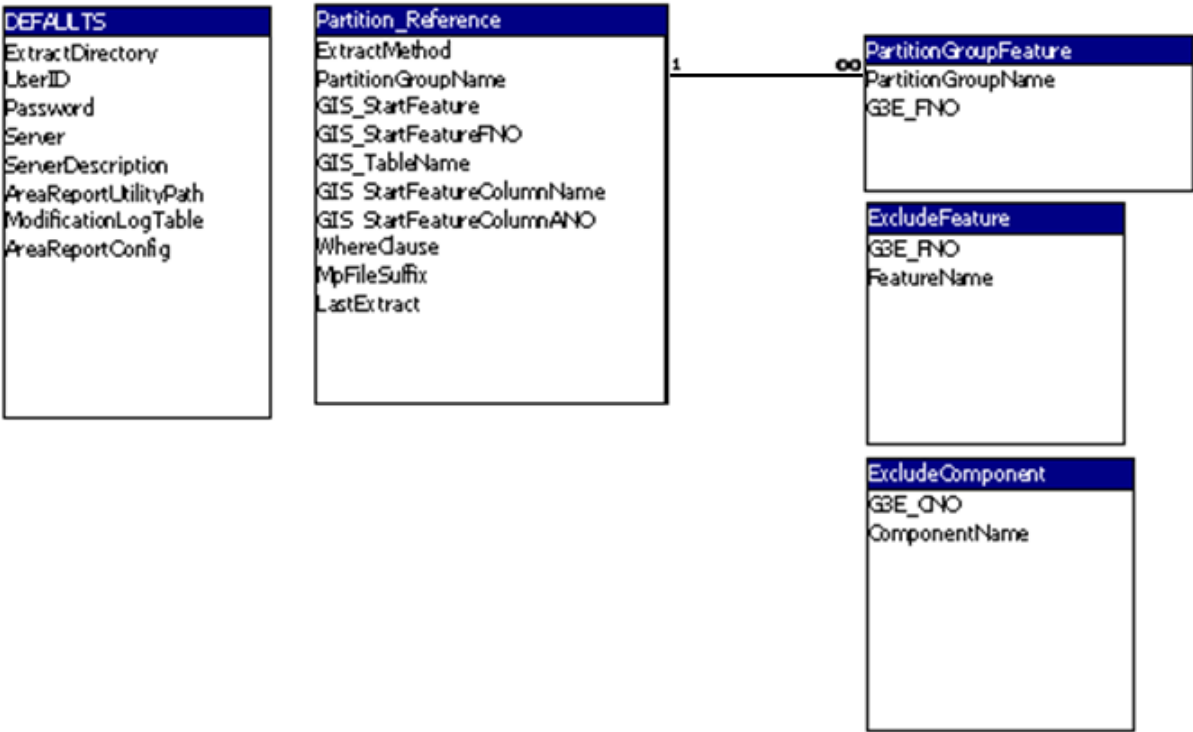 DEFAULTS
ExtractDirectory
UserID
Password
Server
ServerDescription
AreaReportUtilityPath
ModificationLogTable
AreaReportConfig
Partition_Reference
ExtractMethod
PartitionGroupName
GIS_StartFeature
GIS_StartFeatureFNO
GIS_TableName
GIS_StartFeatureColumnName
GIS_StartFeatureColumnANO
WhereClause
MpFileSuffix
LastExtract
1
∞
PartitionGroupFeature
PartitionGroupName
G3E_FNO
ExcludeFeature
G3E_FNO
FeatureName
ExcludeComponent
G3E_CNO
ComponentName